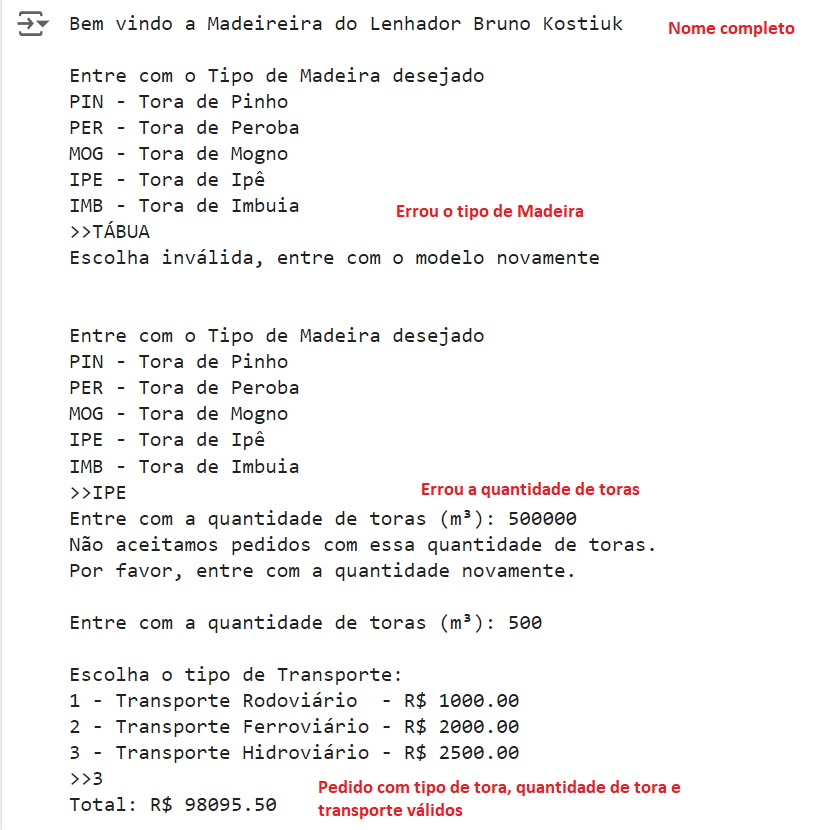 Bem vindo a Madeireira do Lenhador Bruno Kostiuk
Nome completo
Entre com o Tipo de Madeira desejado
PIN - Tora de Pinho
PER - Tora de Peroba
MOG - Tora de Mogno
IPE - Tora de Ipê
IMB - Tora de Imbuia
Errou o tipo de Madeira
>>TÁBUA
Escolha inválida, entre com o modelo novamente
Entre com o Tipo de Madeira desejado
PIN - Tora de Pinho
PER - Tora de Peroba
MOG - Tora de Mogno
IPE - Tora de Ipê
IMB - Tora de Imbuia
>>IPE
Errou a quantidade de toras
Entre com a quantidade de toras (m³): 500000
Não aceitamos pedidos com essa quantidade de toras.
Por favor, entre com a quantidade novamente.
Entre com a quantidade de toras (m³): 500
Escolha o tipo de Transporte:
1 - Transporte Rodoviário  - R$ 1000.00
2 - Transporte Ferroviário - R$ 2000.00
3 - Transporte Hidroviário - R$ 2500.00
>>3
Total: R$ 98095.50
Pedido com tipo de tora, quantidade de tora e
transporte válidos